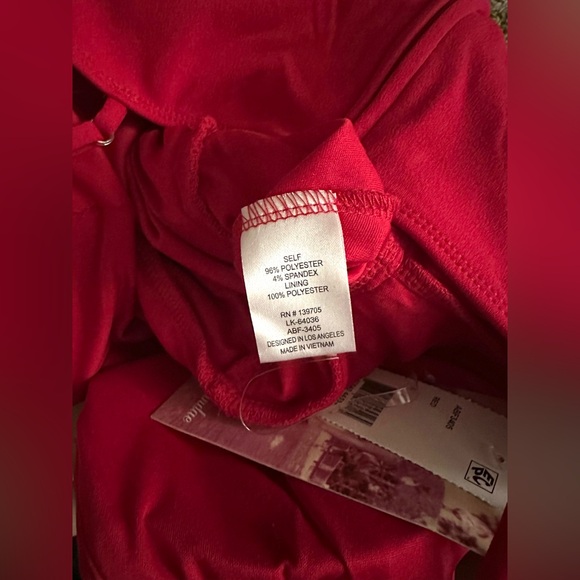 SELF
96% POLYESTER
4% SPANDEX
LINING
100% POLYESTER
RN # 139705
LK-64036
ABF-3405
DESIGNED IN LOS ANGELES
MADE IN VIETNAM
RED